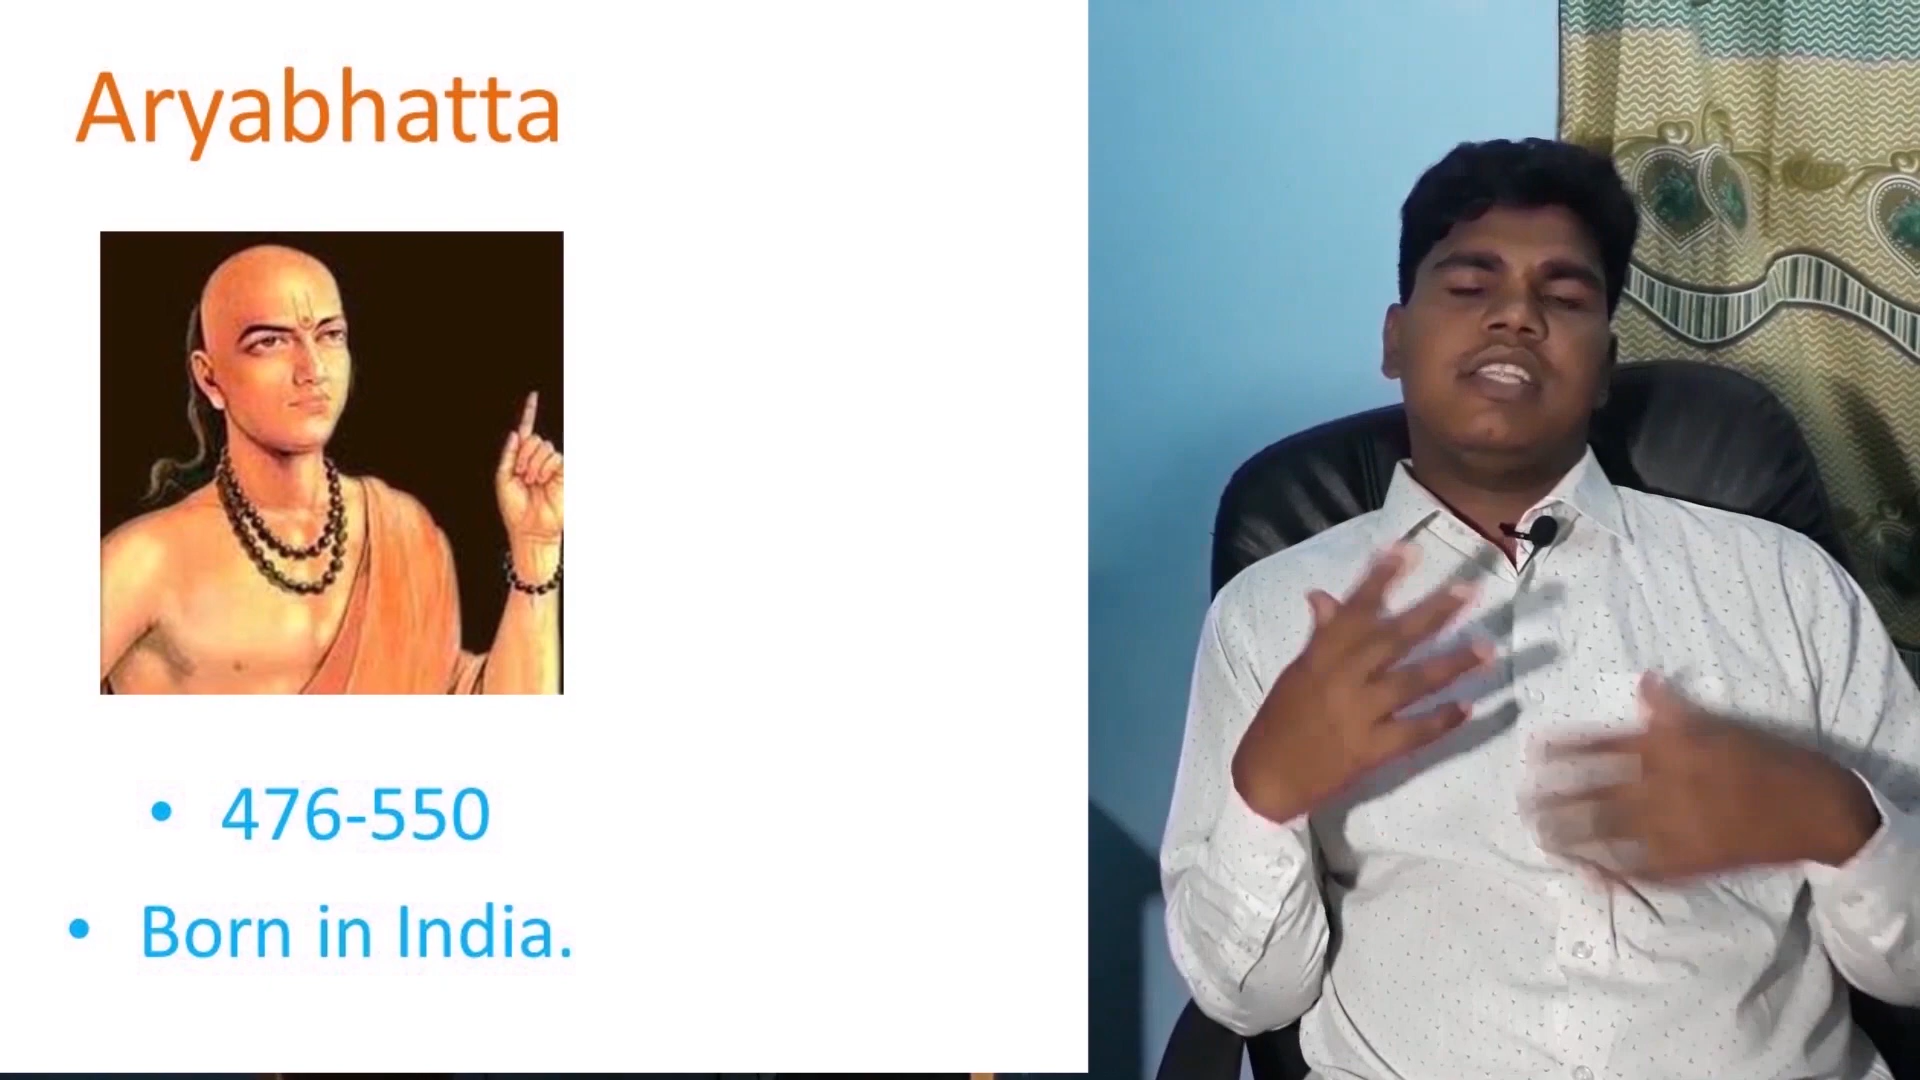 Aryabhatta
• 476-550
• Born in India.